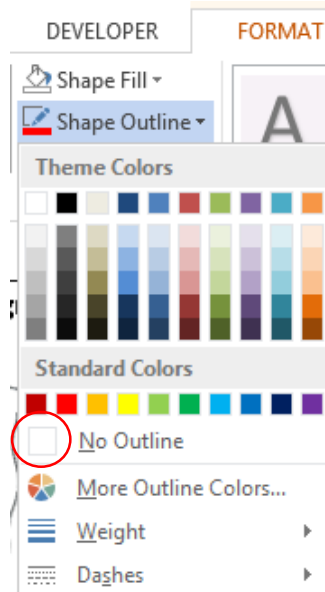 DEVELOPER FORMAT
Shape Fill
Shape Outline
A
Theme Colors
Standard Colors
No Outline
More Outline Colors...
Weight
Dashes